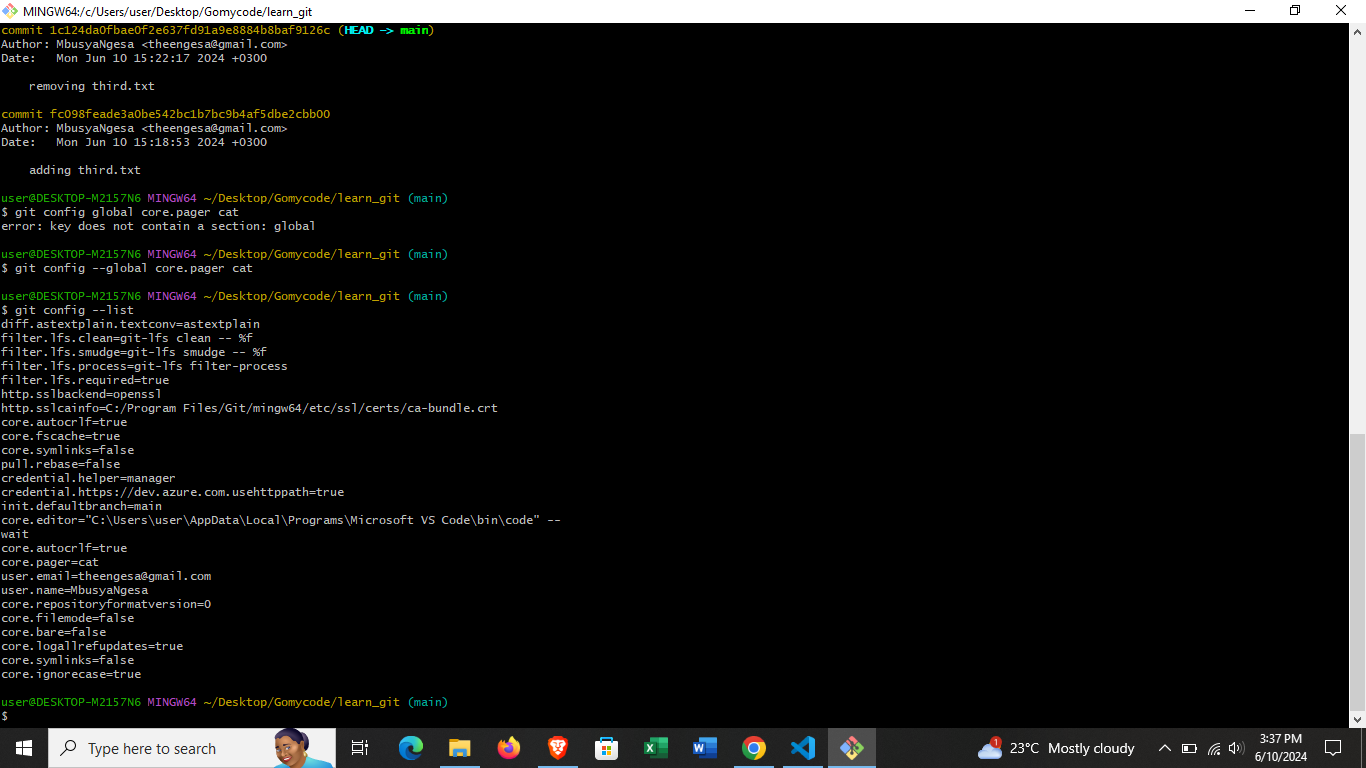 MINGW64:/c/Users/user/Desktop/Gomycode/learn_git
commit 1c124da0fbae0f2e637fd91a9e8884b8baf9126c (HEAD -> main)
Author: MbusyaNgesa <theengesa@gmail.com>
Date:   Mon Jun 10 15:22:17 2024 +0300
    removing third.txt
commit fc098feade3a0be542bc1b7bc9b4af5dbe2cbb00
Author: MbusyaNgesa <theengesa@gmail.com>
Date:   Mon Jun 10 15:18:53 2024 +0300
    adding third.txt
user@DESKTOP-M2157N6 MINGW64 ~/Desktop/Gomycode/learn_git (main)
$ git config global core.pager cat
error: key does not contain a section: global
user@DESKTOP-M2157N6 MINGW64 ~/Desktop/Gomycode/learn_git (main)
$ git config --global core.pager cat
user@DESKTOP-M2157N6 MINGW64 ~/Desktop/Gomycode/learn_git (main)
$ git config --list
diff.astextplain.textconv=astextplain
filter.lfs.clean=git-lfs clean -- %f
filter.lfs.smudge=git-lfs smudge -- %f
filter.lfs.process=git-lfs filter-process
filter.lfs.required=true
http.sslbackend=openssl
http.sslcainfo=C:/Program Files/Git/mingw64/etc/ssl/certs/ca-bundle.crt
core.autocrlf=true
core.fscache=true
core.symlinks=false
pull.rebase=false
credential.helper=manager
credential.https://dev.azure.com.usehttppath=true
init.defaultbranch=main
core.editor="C:\Users\user\AppData\Local\Programs\Microsoft VS Code\bin\code" --
wait
core.autocrlf=true
core.pager=cat
user.email=theengesa@gmail.com
user.name=MbusyaNgesa
core.repositoryformatversion=0
core.filemode=false
core.bare=false
core.logallrefupdates=true
core.symlinks=false
core.ignorecase=true
user@DESKTOP-M2157N6 MINGW64 ~/Desktop/Gomycode/learn_git (main)
$
Type here to search
1
23°C Mostly cloudy
3:37 PM
6/10/2024